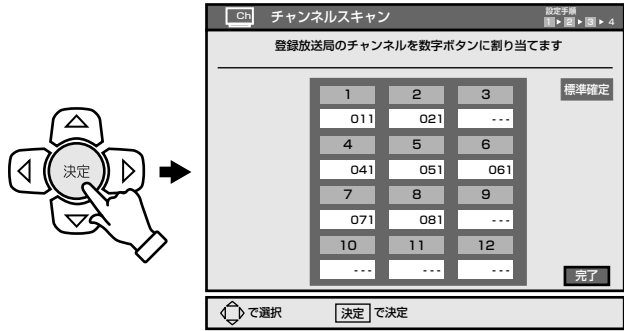 Ch チャンネルスキャン
設定手順
1 ▶ 2 ▶ 3 ▶ 4
登録放送局のチャンネルを数字ボタンに割り当てます
標準確定
1 2 3
011 021 ---
4 5 6
041 051 061
7 8 9
071 081 ---
10 11 12
--- --- ---
決定
完了
で選択 決定 で決定